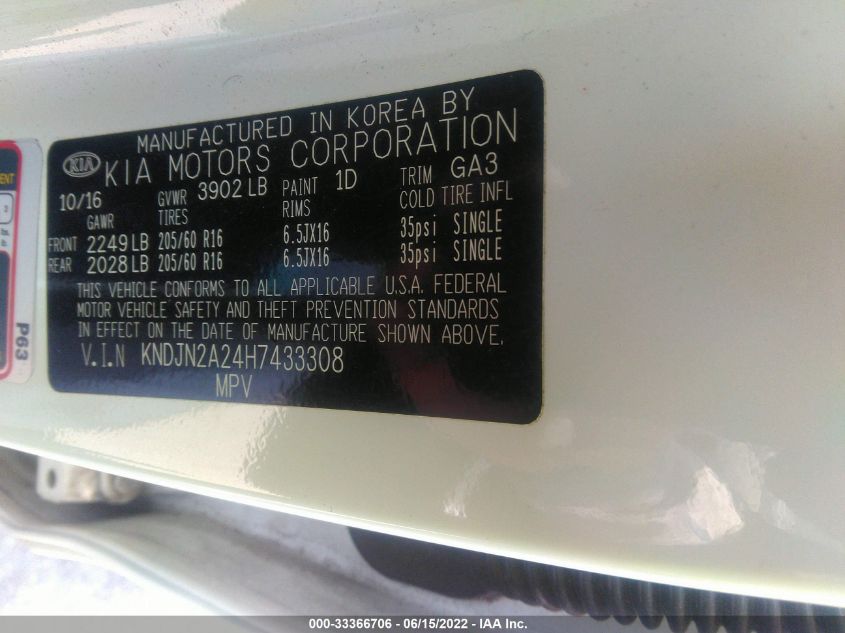 MANUFACTURED IN KOREA BY
KIA KIA MOTORS CORPORATION
10/16 GVWR 3902 LB PAINT 1D TRIM GA3
GAWR TIRES RIMS COLD TIRE INFL
FRONT 2249 LB 205/60 R16 6.5JX16 35psi SINGLE
REAR 2028 LB 205/60 R16 6.5JX16 35psi SINGLE
THIS VEHICLE CONFORMS TO ALL APPLICABLE U.S.A. FEDERAL
MOTOR VEHICLE SAFETY AND THEFT PREVENTION STANDARDS
IN EFFECT ON THE DATE OF MANUFACTURE SHOWN ABOVE.
V.I.N KNDJN2A24H7433308
MPV
P63
000-33366706 - 06/15/2022 - IAA Inc.